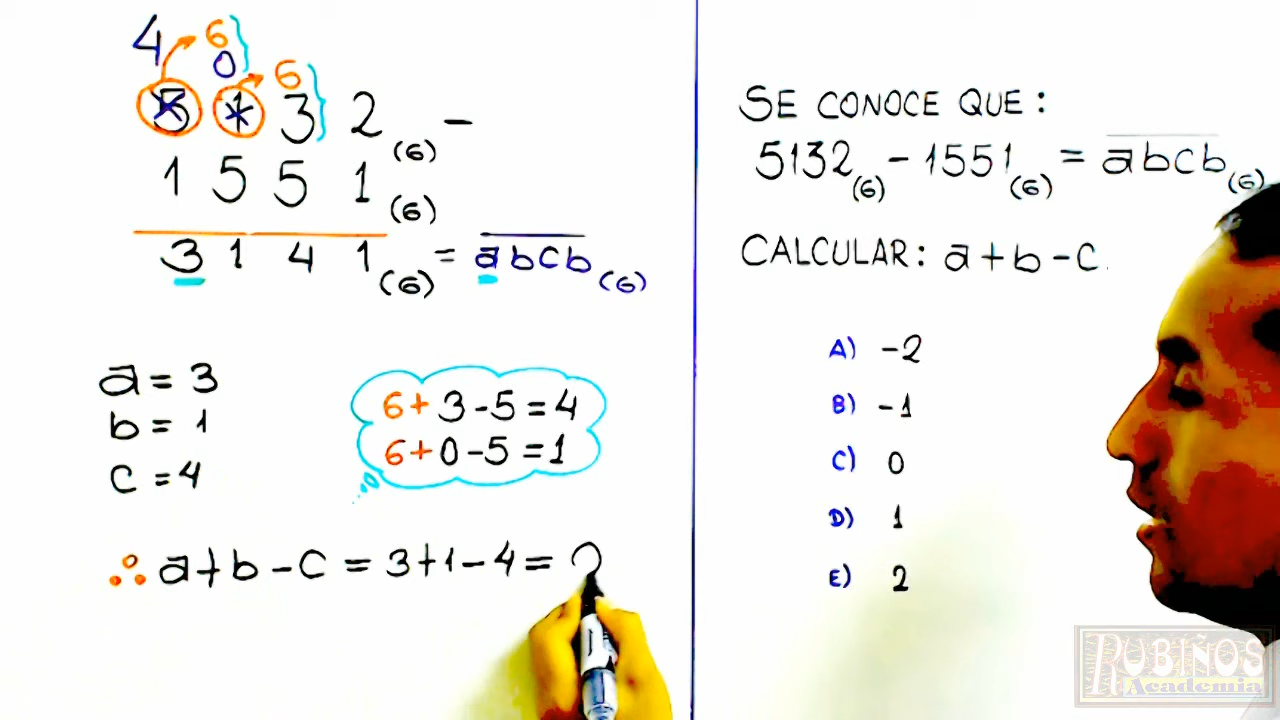 4 6
0 6
5 1 3 2 (6) -
1 5 5 1 (6)
3 1 4 1 (6) = abcb (6)
a = 3
b = 1
c = 4
6+ 3 - 5 = 4
6+ 0 - 5 = 1
∴ a + b - c = 3 + 1 - 4 =
SE CONOCE QUE:
5132(6) - 1551(6) = abcb(6)
CALCULAR: a + b - c.
A) -2
B) -1
C) 0
D) 1
E) 2
RUBIÑOS
Academia